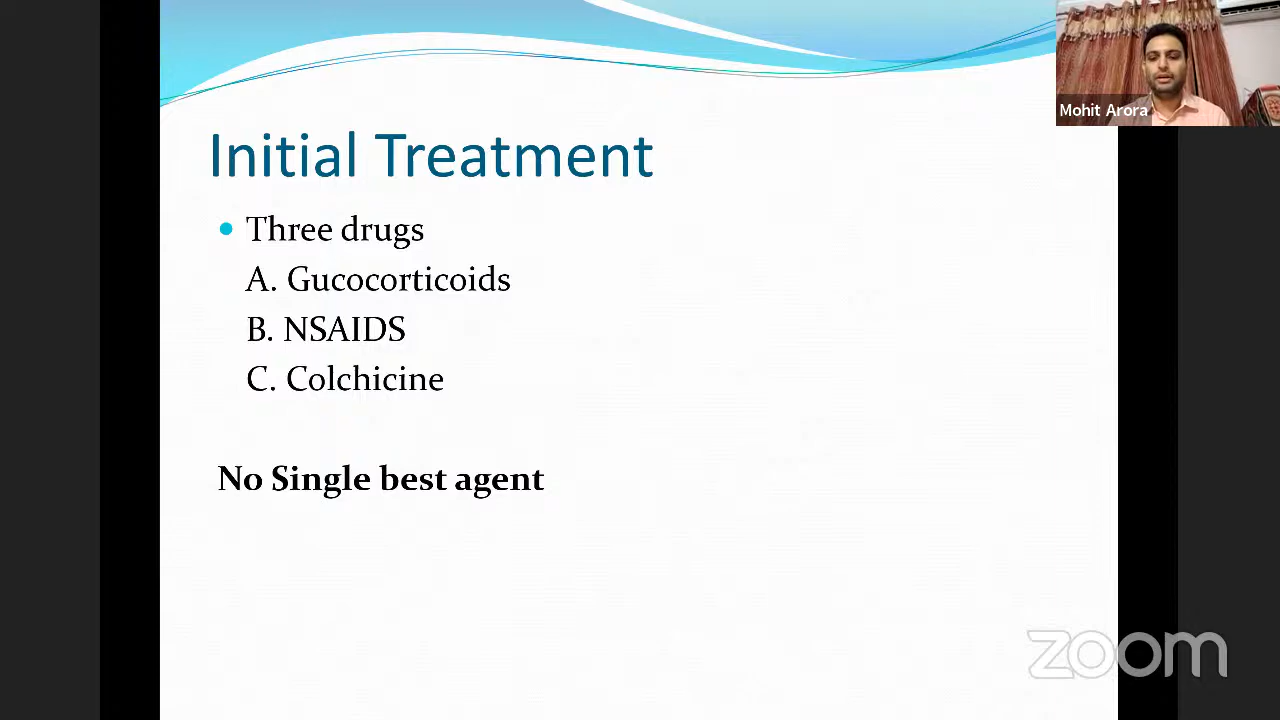 Mohit Arora
Initial Treatment
Three drugs
A. Gucocorticoids
B. NSAIDS
C. Colchicine
No Single best agent
zoom